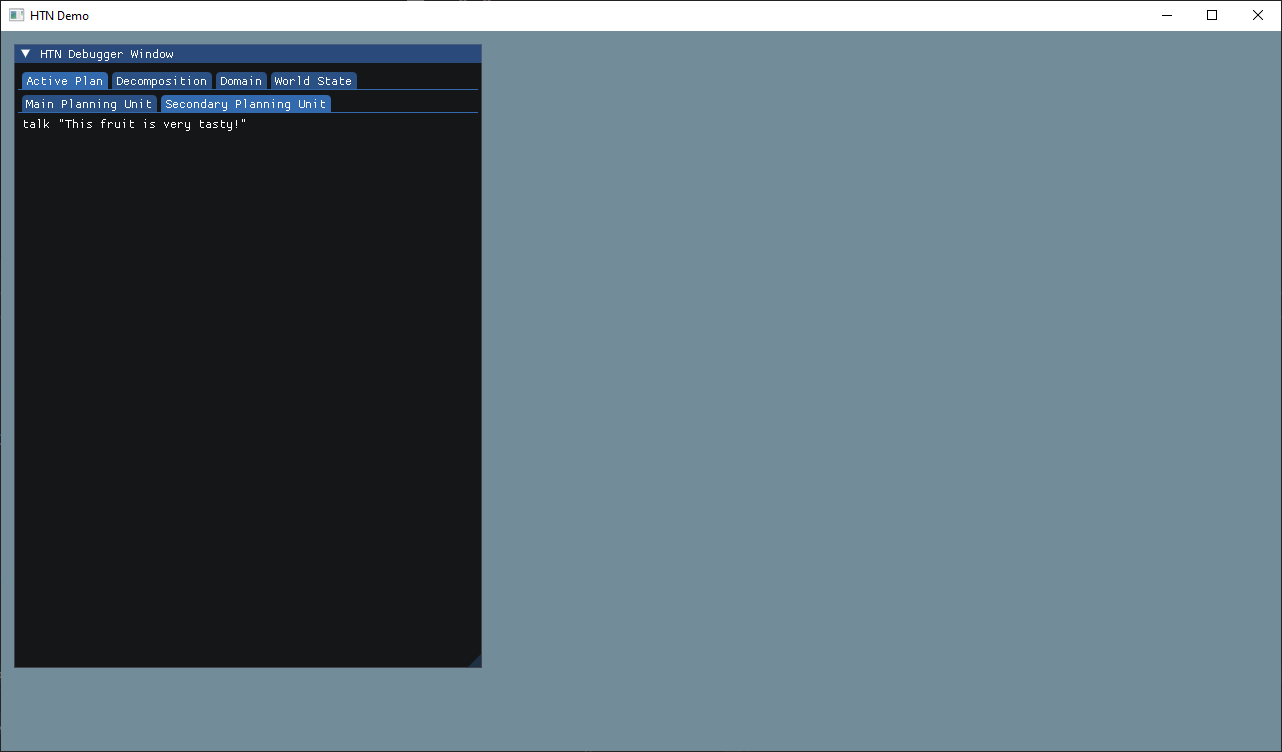 HTN Demo
HTN Debugger Window
Active Plan Decomposition Domain World State
Main Planning Unit Secondary Planning Unit
talk "This fruit is very tasty!"